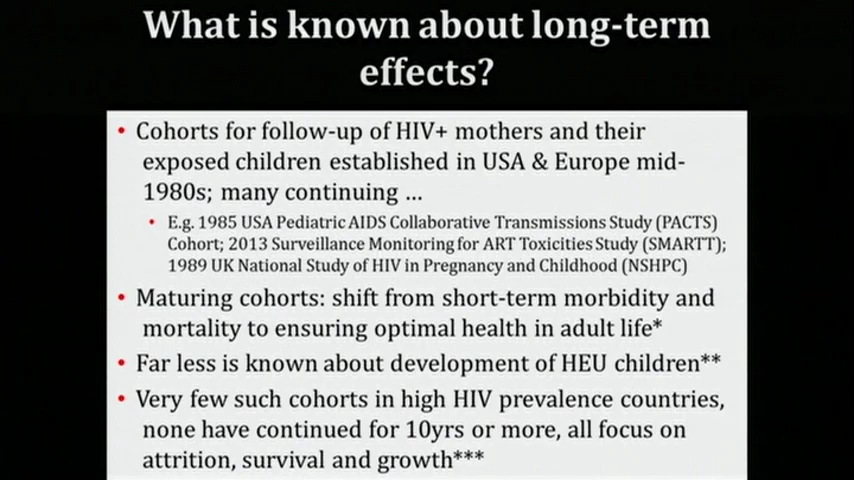 What is known about long-term
effects?
• Cohorts for follow-up of HIV+ mothers and their
exposed children established in USA & Europe mid-
1980s; many continuing …
• E.g. 1985 USA Pediatric AIDS Collaborative Transmissions Study (PACTS)
Cohort; 2013 Surveillance Monitoring for ART Toxicities Study (SMARTT);
1989 UK National Study of HIV in Pregnancy and Childhood (NSHPC)
• Maturing cohorts: shift from short-term morbidity and
mortality to ensuring optimal health in adult life*
• Far less is known about development of HEU children**
• Very few such cohorts in high HIV prevalence countries,
none have continued for 10yrs or more, all focus on
attrition, survival and growth***